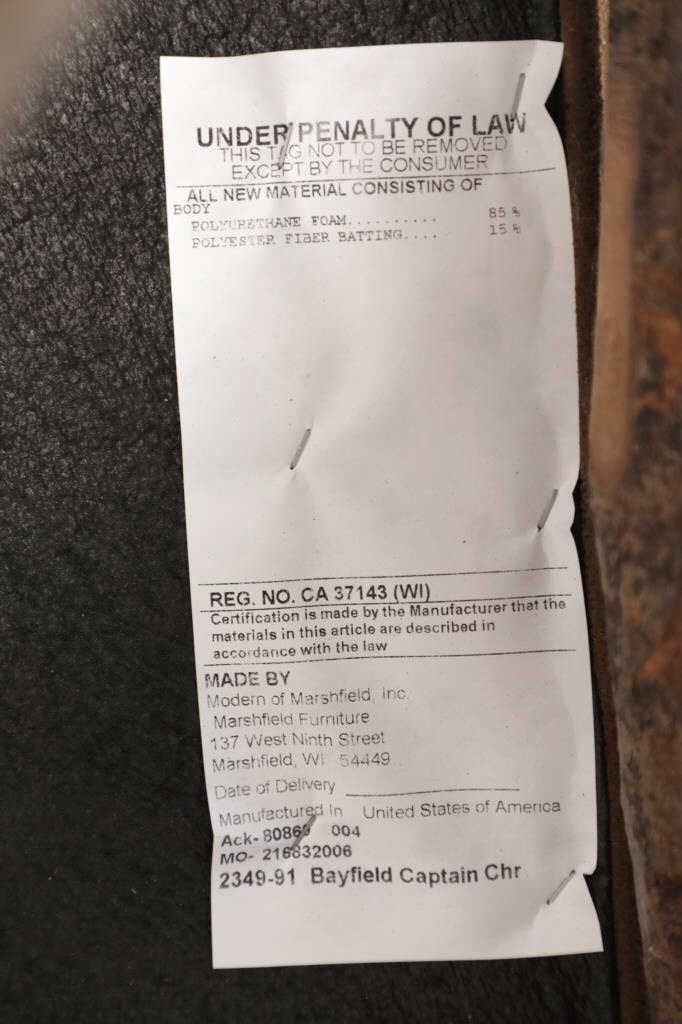 UNDER PENALTY OF LAW
THIS TAG NOT TO BE REMOVED
EXCEPT BY THE CONSUMER
ALL NEW MATERIAL CONSISTING OF
BODY
POLYURETHANE FOAM.......... 85 %
POLYESTER FIBER BATTING.... 15 %
REG. NO. CA 37143 (WI)
Certification is made by the Manufacturer that the
materials in this article are described in
accordance with the law
MADE BY
Modern of Marshfield, Inc.
Marshfield Furniture
137 West Ninth Street
Marshfield, WI 54449
Date of Delivery
Manufactured In United States of America
Ack- 004
MO- 216832006
2349-91 Bayfield Captain Chr